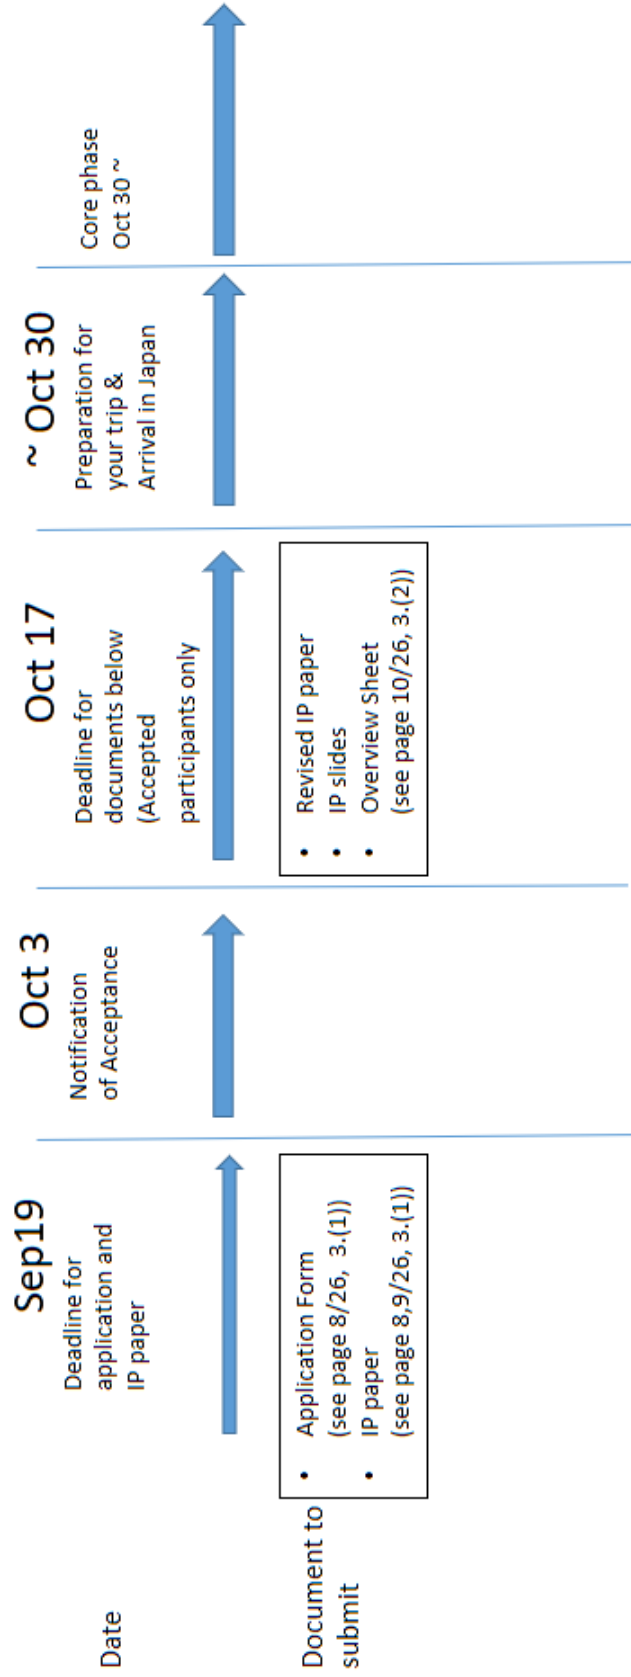 Date
Sep19
Deadline for
application and
IP paper
Oct 3
Notification
of Acceptance
Oct 17
Deadline for
documents below
(Accepted
participants only
~ Oct 30
Preparation for
your trip &
Arrival in Japan
Core phase
Oct 30 ~
Document to
submit
• Application Form
(see page 8/26, 3.(1))
• IP paper
(see page 8,9/26, 3.(1))
• Revised IP paper
• IP slides
• Overview Sheet
(see page 10/26, 3.(2))